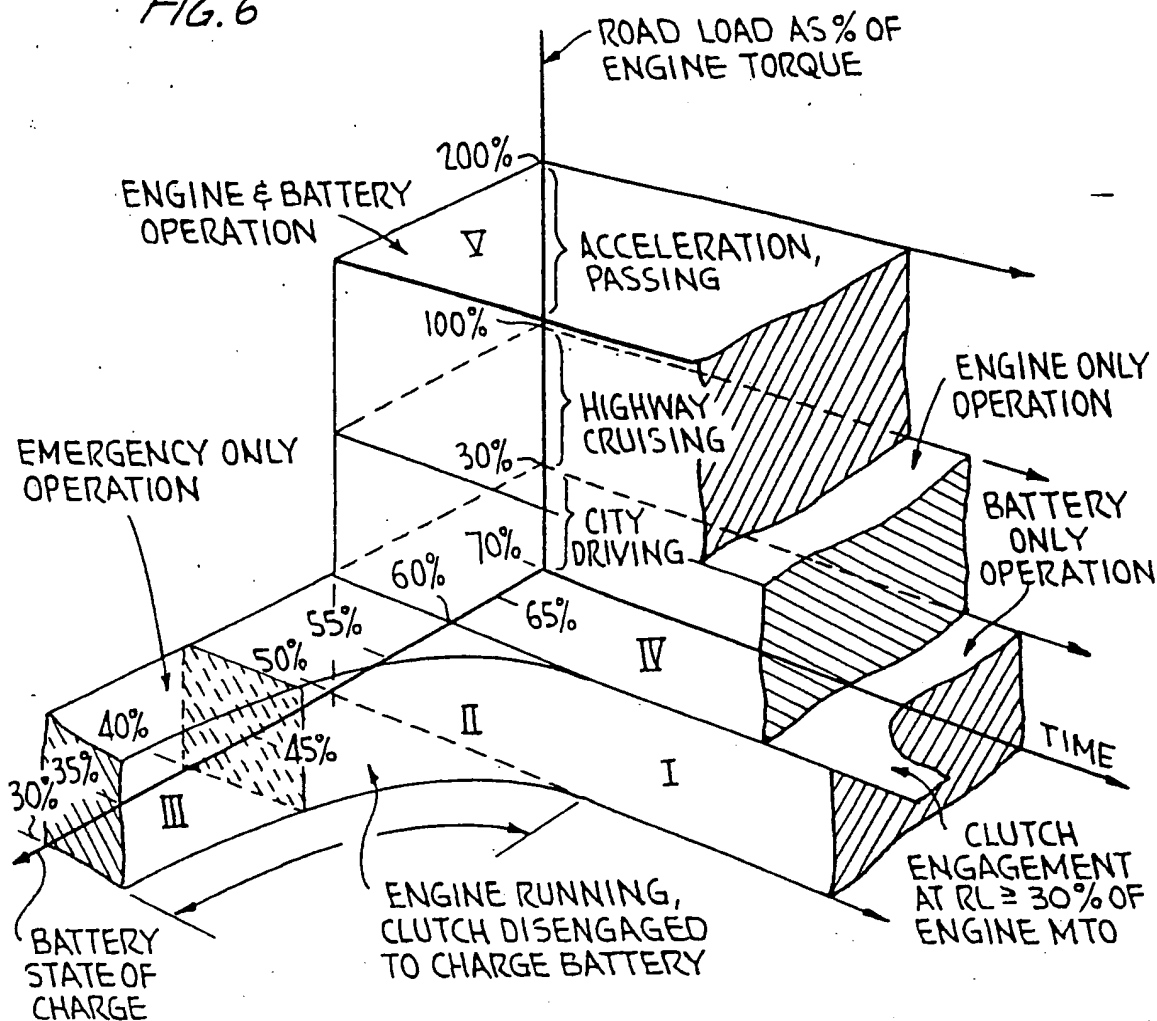 FIG. 6
ROAD LOAD AS % OF
ENGINE TORQUE
200%
ENGINE & BATTERY
OPERATION
V
ACCELERATION,
PASSING
100%
ENGINE ONLY
OPERATION
HIGHWAY
CRUISING
EMERGENCY ONLY
OPERATION
30%
BATTERY
ONLY
OPERATION
CITY
DRIVING
70%
60%
65%
55%
IV
50%
40%
II
45%
I
TIME
35%
30%
III
CLUTCH
ENGAGEMENT
AT RL ≥ 30% OF
ENGINE MTO
ENGINE RUNNING,
CLUTCH DISENGAGED
TO CHARGE BATTERY
BATTERY
STATE OF
CHARGE